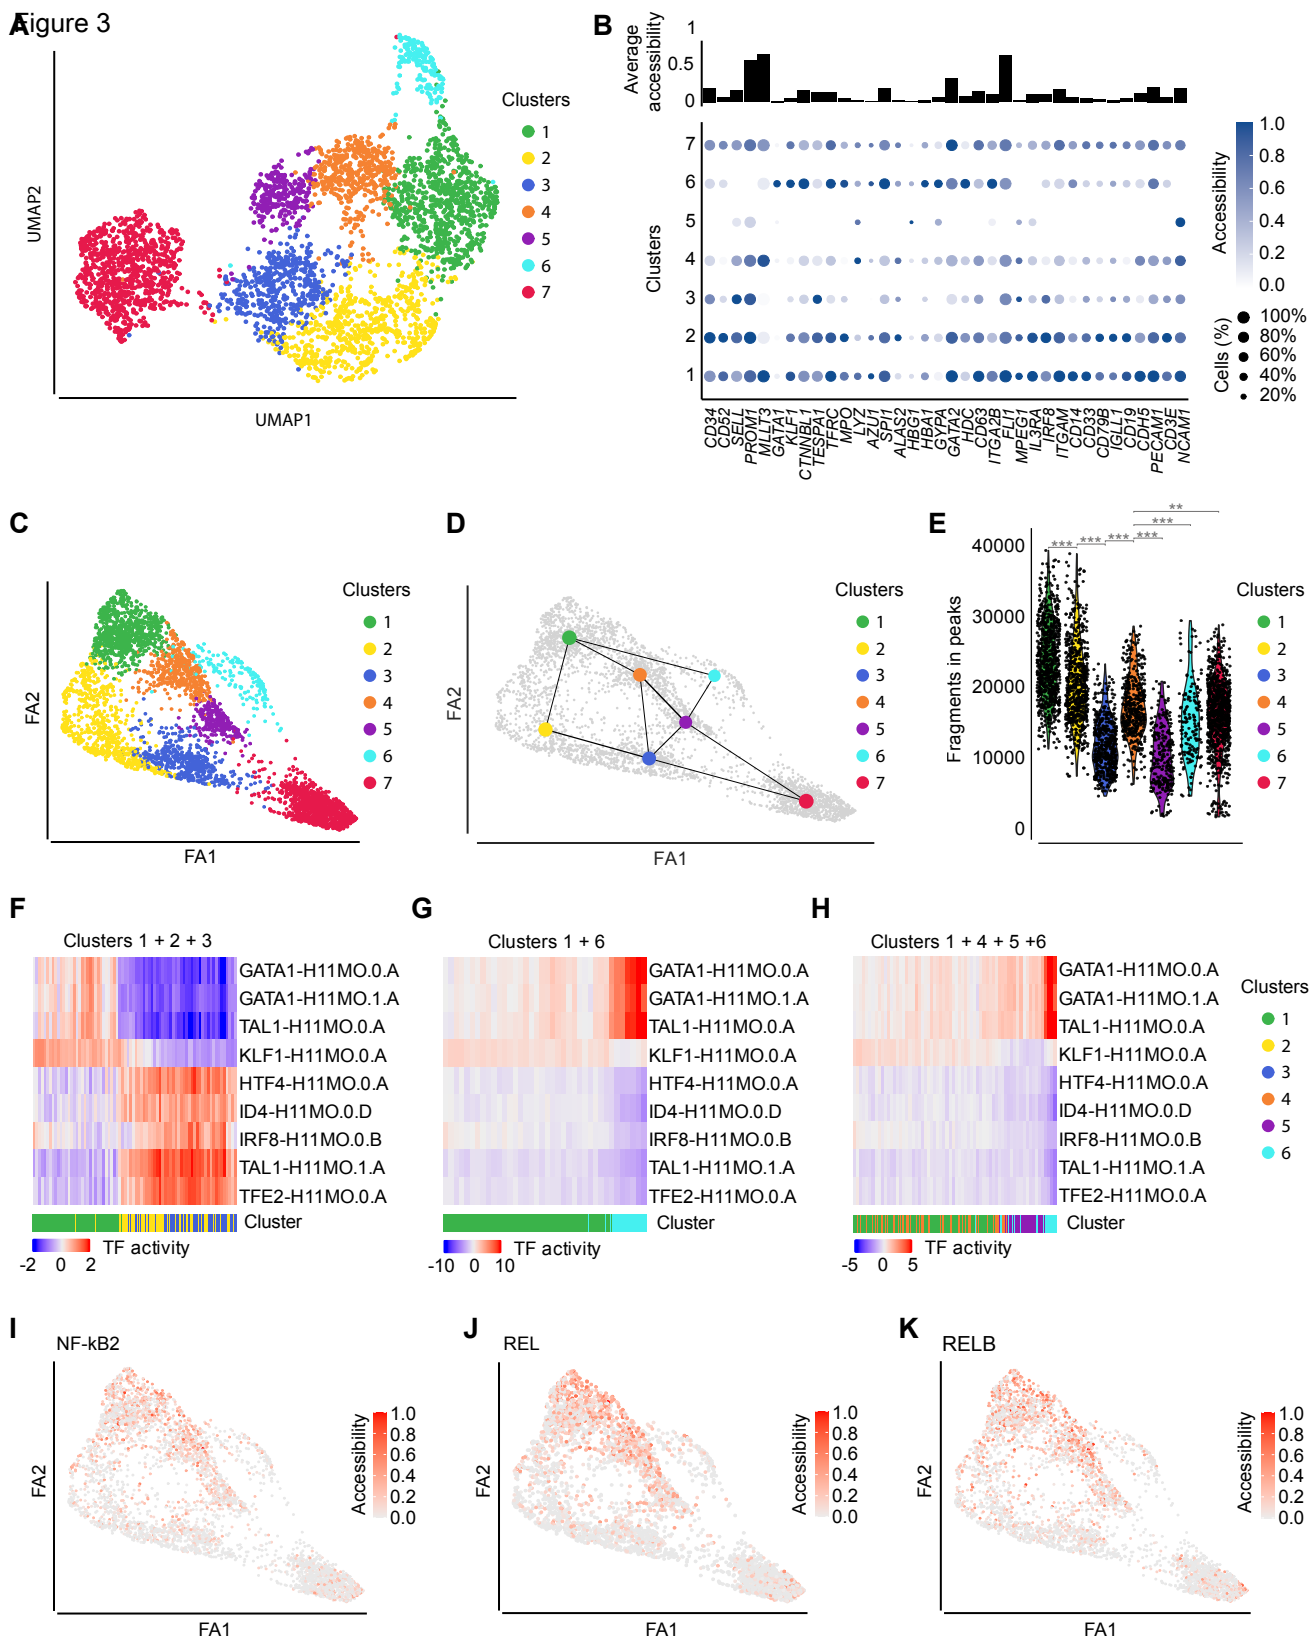 Figure 3
A
UMAP2
UMAP1
Clusters
1
2
3
4
5
6
7
B
Average
accessibility
1
0.5
0
Clusters
7
6
5
4
3
2
1
CD34
CD52
SELL
PROM1
MLLT3
GATA1
KLF1
CTNNBL1
TESPA1
TFRC
MPO
LYZ
AZU1
SPI1
ALAS2
HBG1
HBA1
GYPA
GATA2
HDC
CD63
ITGA2B
FLI1
MPEG1
IL3RA
IRF8
ITGAM
CD14
CD33
CD79B
IGLL1
CD19
CDH5
PECAM1
CD3E
NCAM1
Accessibility
1.0
0.8
0.6
0.4
0.2
0.0
Cells (%)
100%
80%
60%
40%
20%
C
FA2
FA1
Clusters
1
2
3
4
5
6
7
D
FA2
FA1
Clusters
1
2
3
4
5
6
7
E
Fragments in peaks
40000
30000
20000
10000
0
**
***
*** *** *** ***
Clusters
1
2
3
4
5
6
7
F
Clusters 1 + 2 + 3
GATA1-H11MO.0.A
GATA1-H11MO.1.A
TAL1-H11MO.0.A
KLF1-H11MO.0.A
HTF4-H11MO.0.A
ID4-H11MO.0.D
IRF8-H11MO.0.B
TAL1-H11MO.1.A
TFE2-H11MO.0.A
Cluster
TF activity
-2 0 2
G
Clusters 1 + 6
GATA1-H11MO.0.A
GATA1-H11MO.1.A
TAL1-H11MO.0.A
KLF1-H11MO.0.A
HTF4-H11MO.0.A
ID4-H11MO.0.D
IRF8-H11MO.0.B
TAL1-H11MO.1.A
TFE2-H11MO.0.A
Cluster
TF activity
-10 0 10
H
Clusters 1 + 4 + 5 +6
GATA1-H11MO.0.A
GATA1-H11MO.1.A
TAL1-H11MO.0.A
KLF1-H11MO.0.A
HTF4-H11MO.0.A
ID4-H11MO.0.D
IRF8-H11MO.0.B
TAL1-H11MO.1.A
TFE2-H11MO.0.A
Cluster
TF activity
-5 0 5
Clusters
1
2
3
4
5
6
I
NF-kB2
FA2
FA1
Accessibility
1.0
0.8
0.6
0.4
0.2
0.0
J
REL
FA2
FA1
Accessibility
1.0
0.8
0.6
0.4
0.2
0.0
K
RELB
FA2
FA1
Accessibility
1.0
0.8
0.6
0.4
0.2
0.0